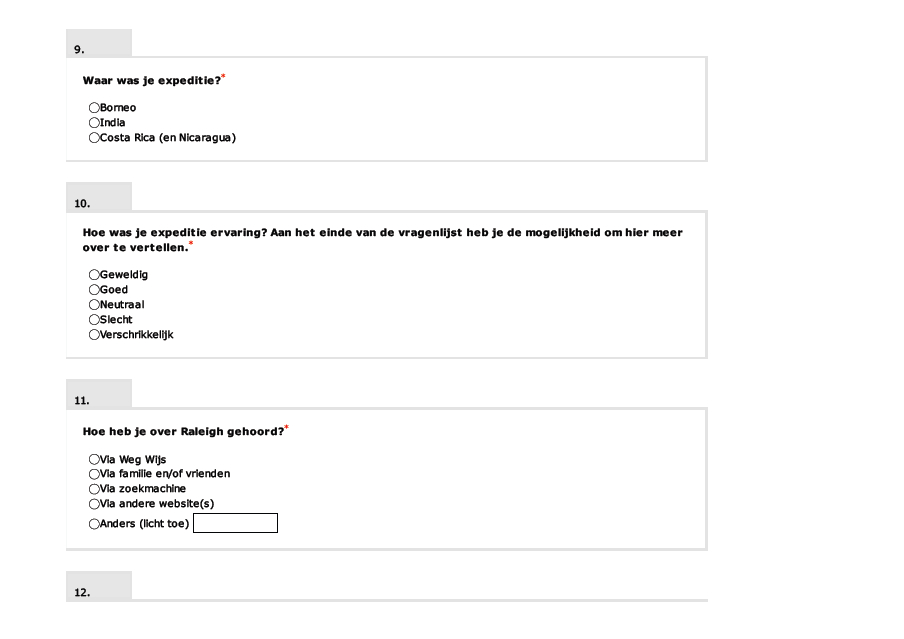 9.
Waar was je expeditie?*
Borneo
India
Costa Rica (en Nicaragua)
10.
Hoe was je expeditie ervaring? Aan het einde van de vragenlijst heb je de mogelijkheid om hier meer
over te vertellen.*
Geweldig
Goed
Neutraal
Slecht
Verschrikkelijk
11.
Hoe heb je over Raleigh gehoord?*
Via Weg Wijs
Via familie en/of vrienden
Via zoekmachine
Via andere website(s)
Anders (licht toe)
12.